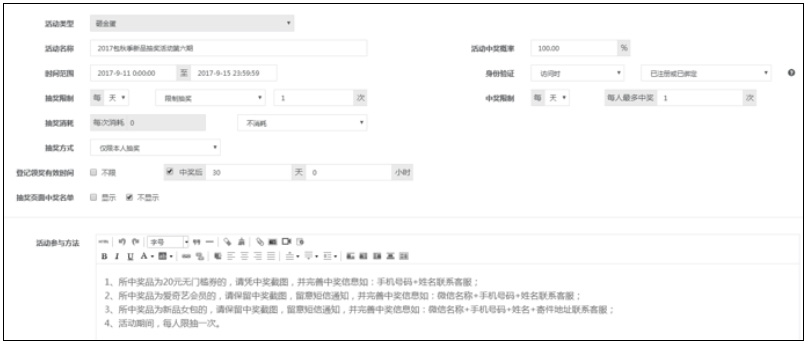 活动类型 砸金蛋
活动名称 2017包秋季新品抽奖活动第六期 活动中奖概率 100.00 %
时间范围 2017-9-11 0:00:00 至 2017-9-15 23:59:59 身份验证 访问时 已注册或已绑定
抽奖限制 每 天 限制抽奖 1 次 中奖限制 每 天 每人最多中奖 1 次
抽奖消耗 每次消耗 0 不消耗
抽奖方式 仅限本人抽奖
登记领奖有效时间 不限 中奖后 30 天 0 小时
抽奖页面中奖名单 显示 不显示
活动参与方法 字号
B I U A
1、所中奖品为20元无门槛券的，请凭中奖截图，并完善中奖信息如：手机号码+姓名联系客服；
2、所中奖品为爱奇艺会员的，请保留中奖截图，留意短信通知，并完善中奖信息如：微信名称+手机号码+姓名联系客服；
3、所中奖品为新品女包的，请保留中奖截图，留意短信通知，并完善中奖信息如：微信名称+手机号码+姓名+寄件地址联系客服；
4、活动期间，每人限抽一次。